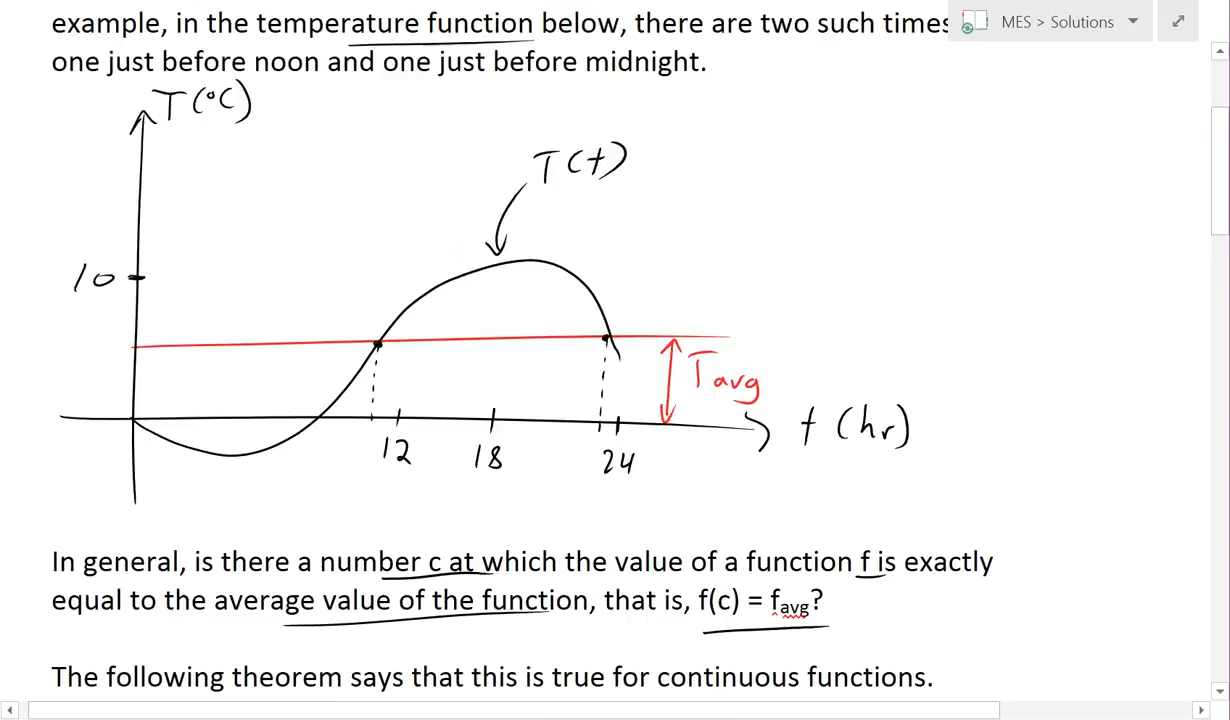 example, in the temperature function below, there are two such times
MES > Solutions
one just before noon and one just before midnight.
T(°C)
T(t)
10
Tavg
t (hr)
12
18
24
In general, is there a number c at which the value of a function f is exactly
equal to the average value of the function, that is, f(c) = favg?
The following theorem says that this is true for continuous functions.